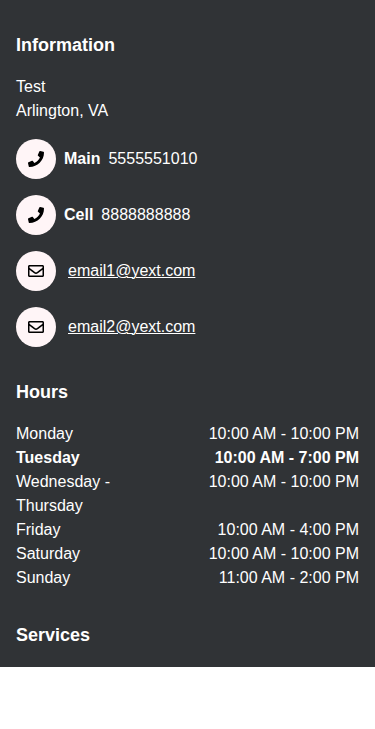 Information
Test
Arlington, VA
Main 5555551010
Cell 8888888888
email1@yext.com
email2@yext.com
Hours
Monday 10:00 AM - 10:00 PM
Tuesday 10:00 AM - 7:00 PM
Wednesday - 10:00 AM - 10:00 PM
Thursday
Friday 10:00 AM - 4:00 PM
Saturday 10:00 AM - 10:00 PM
Sunday 11:00 AM - 2:00 PM
Services